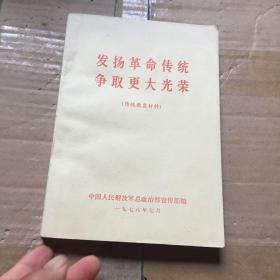 发扬革命传统
争取更大光荣
(传统教育材料)
中国人民解放军总政治部宣传部编
一九七八年七月